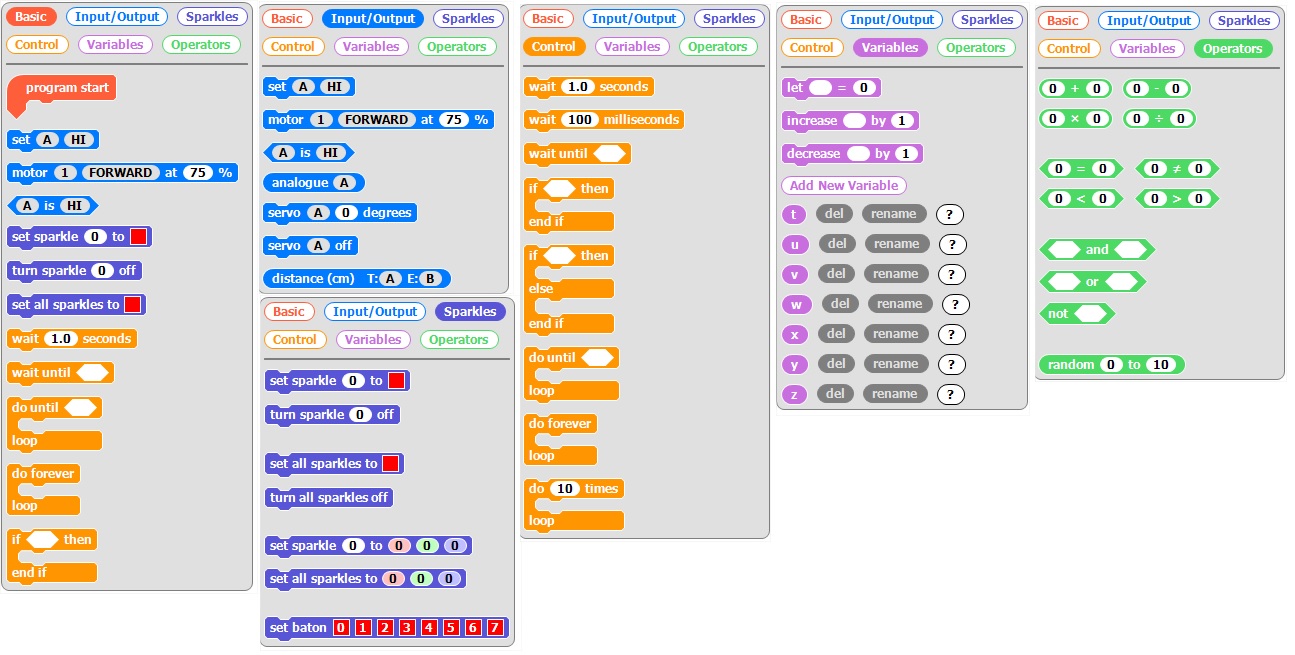 Basic Input/Output Sparkles
Control Variables Operators
program start
set A HI
motor 1 FORWARD at 75 %
A is HI
set sparkle 0 to
turn sparkle 0 off
set all sparkles to
wait 1.0 seconds
wait until
do until
loop
do forever
loop
if then
end if
Basic Input/Output Sparkles
Control Variables Operators
set A HI
motor 1 FORWARD at 75 %
A is HI
analogue A
servo A 0 degrees
servo A off
distance (cm) T: A E: B
Basic Input/Output Sparkles
Control Variables Operators
set sparkle 0 to
turn sparkle 0 off
set all sparkles to
turn all sparkles off
set sparkle 0 to 0 0 0
set all sparkles to 0 0 0
set baton 0 1 2 3 4 5 6 7
Basic Input/Output Sparkles
Control Variables Operators
wait 1.0 seconds
wait 100 milliseconds
wait until
if then
end if
if then
else
end if
do until
loop
do forever
loop
do 10 times
loop
Basic Input/Output Sparkles
Control Variables Operators
let = 0
increase by 1
decrease by 1
Add New Variable
t del rename ?
u del rename ?
v del rename ?
w del rename ?
x del rename ?
y del rename ?
z del rename ?
Basic Input/Output Sparkles
Control Variables Operators
0 + 0 0 - 0
0 × 0 0 ÷ 0
0 = 0 0 ≠ 0
0 < 0 0 > 0
and
or
not
random 0 to 10